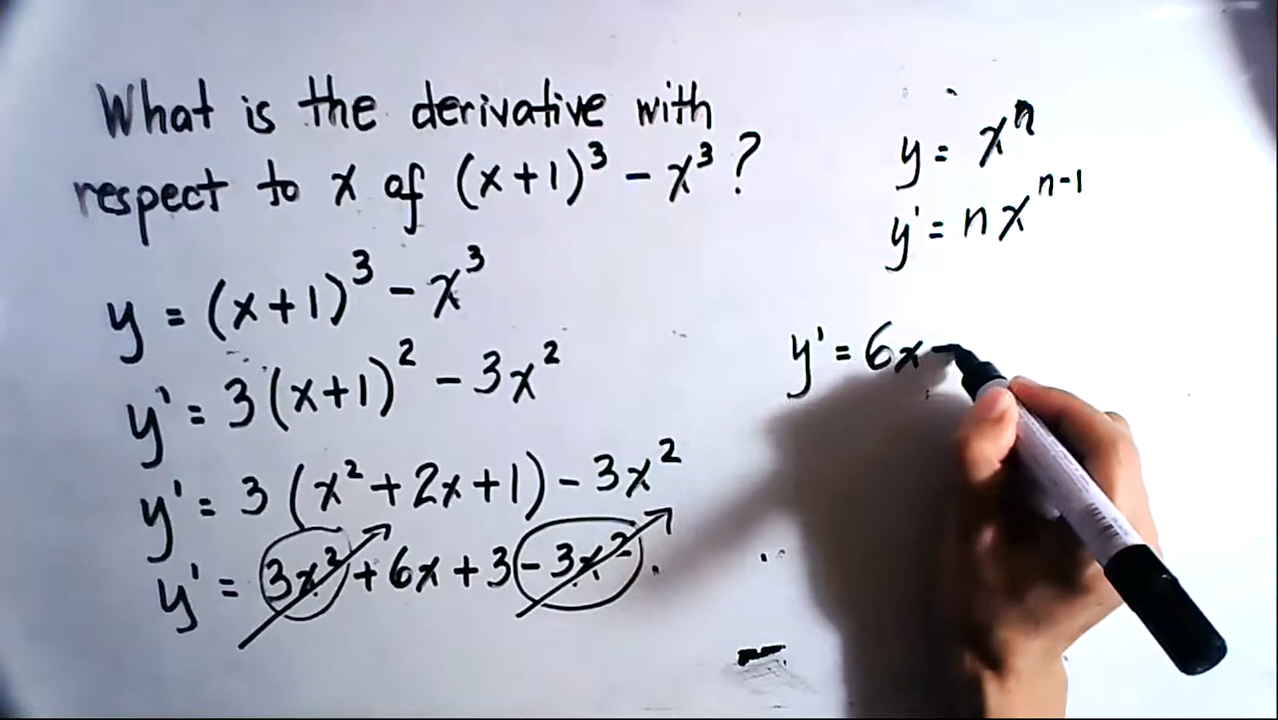 What is the derivative with
respect to x of (x+1)³ - x³?
y = (x+1)³ - x³
y' = 3(x+1)² - 3x²
y' = 3(x² + 2x + 1) - 3x²
y' = 3x² + 6x + 3 - 3x².
y = xⁿ
y' = n xⁿ⁻¹
y' = 6x -